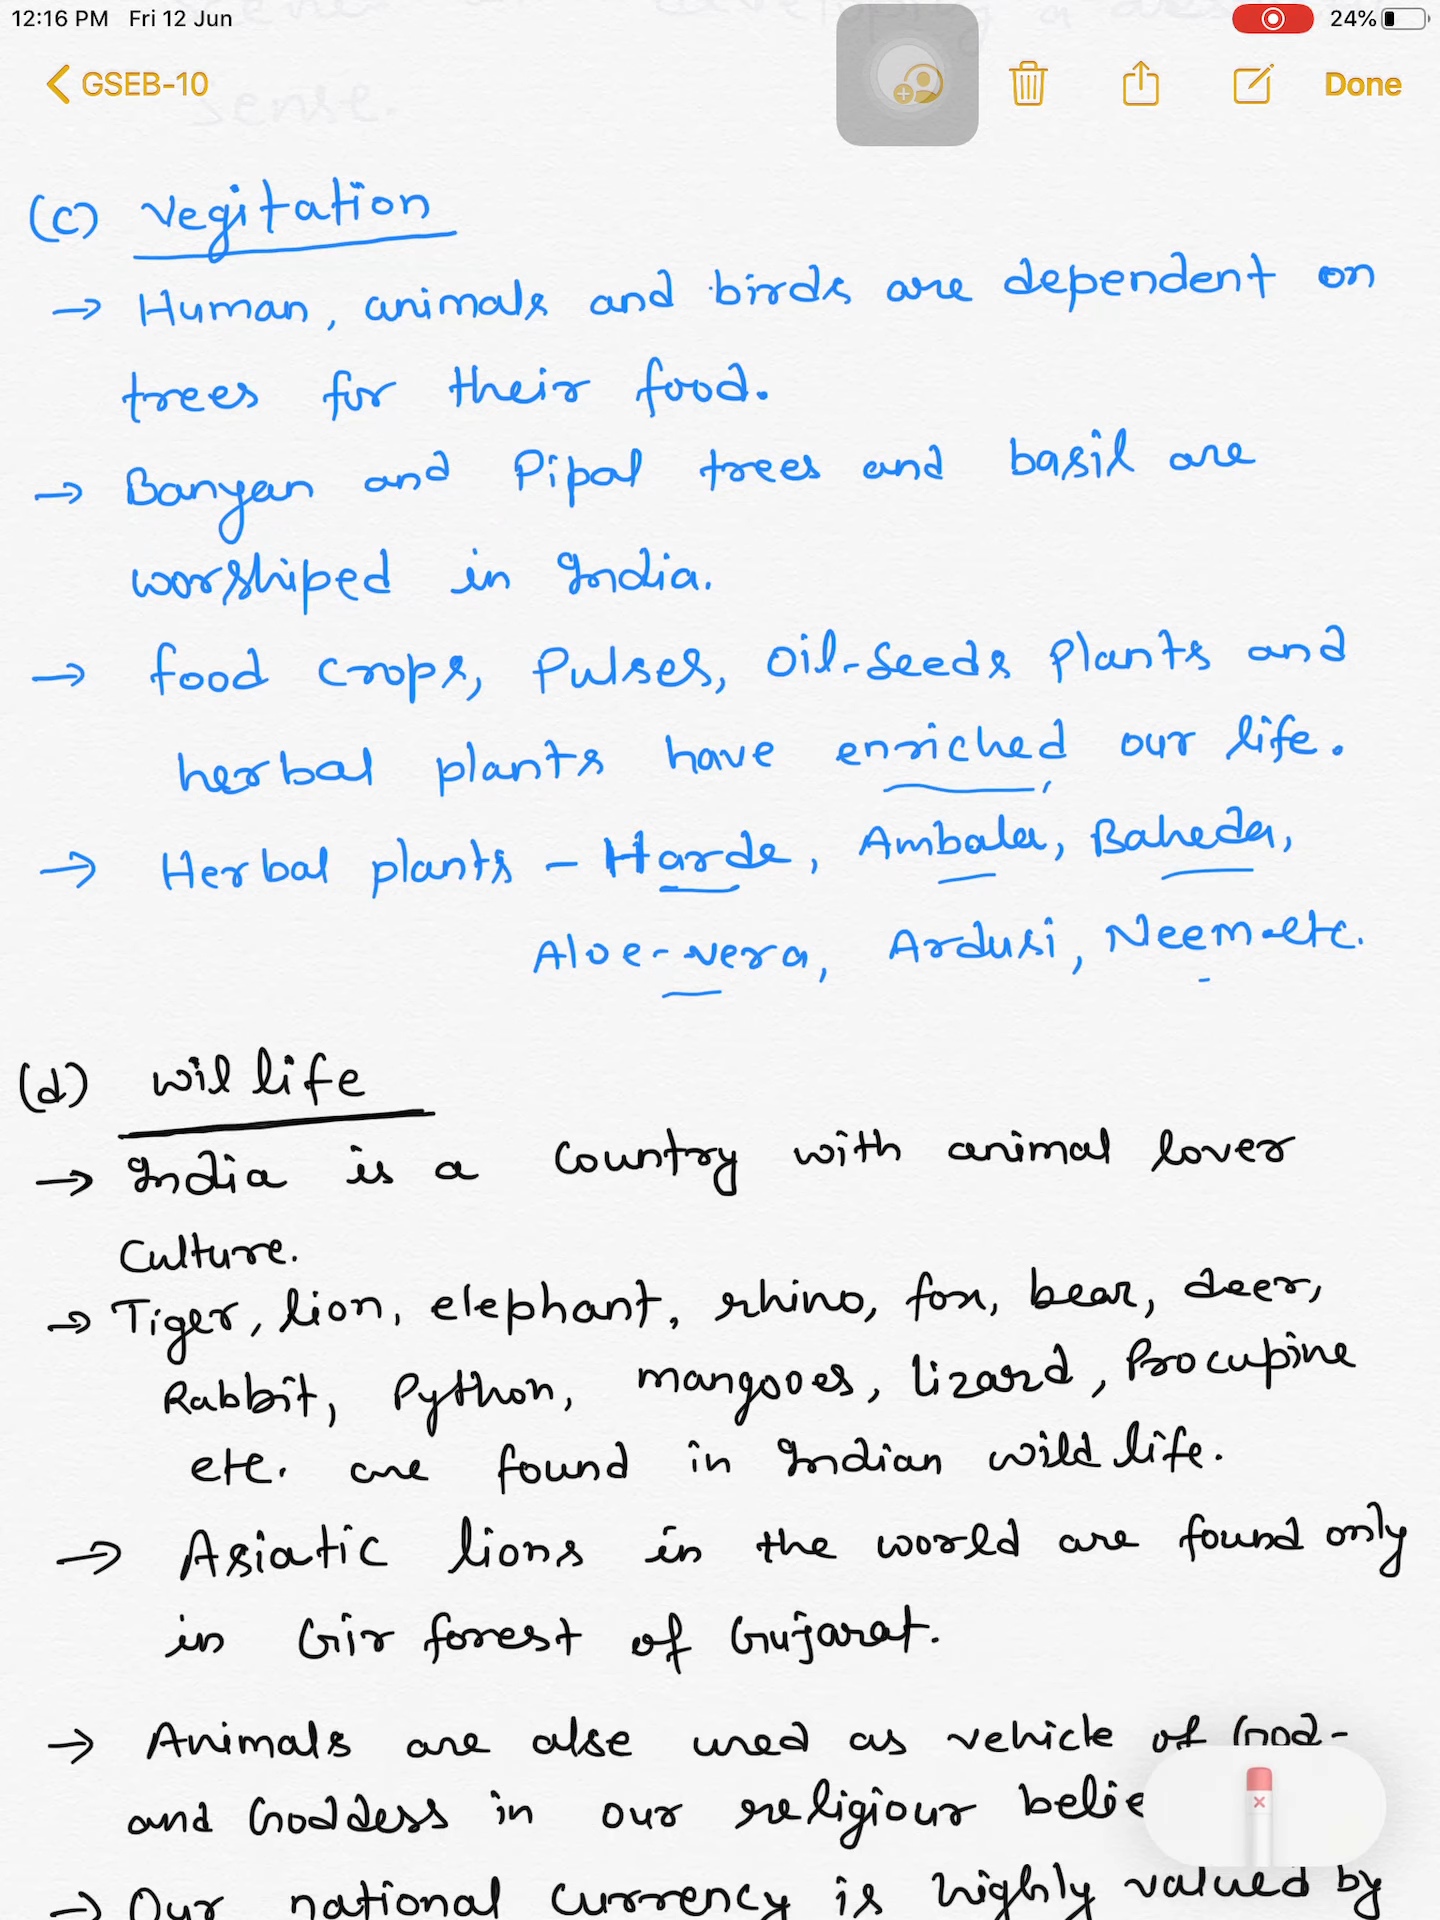 12:16 PM Fri 12 Jun
24%
GSEB-10
Done
sense.
(c) vegitation
→ Human, animals and birds are dependent on
trees for their food.
→ Banyan and Pipal trees and basil are
worshiped in India.
→ food crops, Pulses, Oil-Seeds Plants and
herbal plants have enriched our life.
→ Herbal plants - Harde, Ambala, Baheda,
Aloe-vera, Ardusi, Neem etc.
(d) wil life
→ India is a country with animal lover
Culture.
→ Tiger, lion, elephant, rhino, fox, bear, deer,
Rabbit, Python, mangooes, lizard, Procupine
etc. are found in Indian wild life.
→ Asiatic lions in the world are found only
in Gir forest of Gujarat.
→ Animals are alse used as vehicle of God-
and Goddess in our religious belie
→ Our national currency is highly valued by